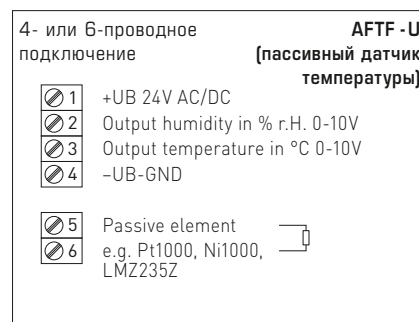 4- или 6-проводное
подключение
AFTF - U
(пассивный датчик
температуры)
1 +UB 24V AC/DC
2 Output humidity in % r.H. 0-10V
3 Output temperature in °C 0-10V
4 –UB-GND
5 Passive element
6 e.g. Pt1000, Ni1000,
LMZ235Z